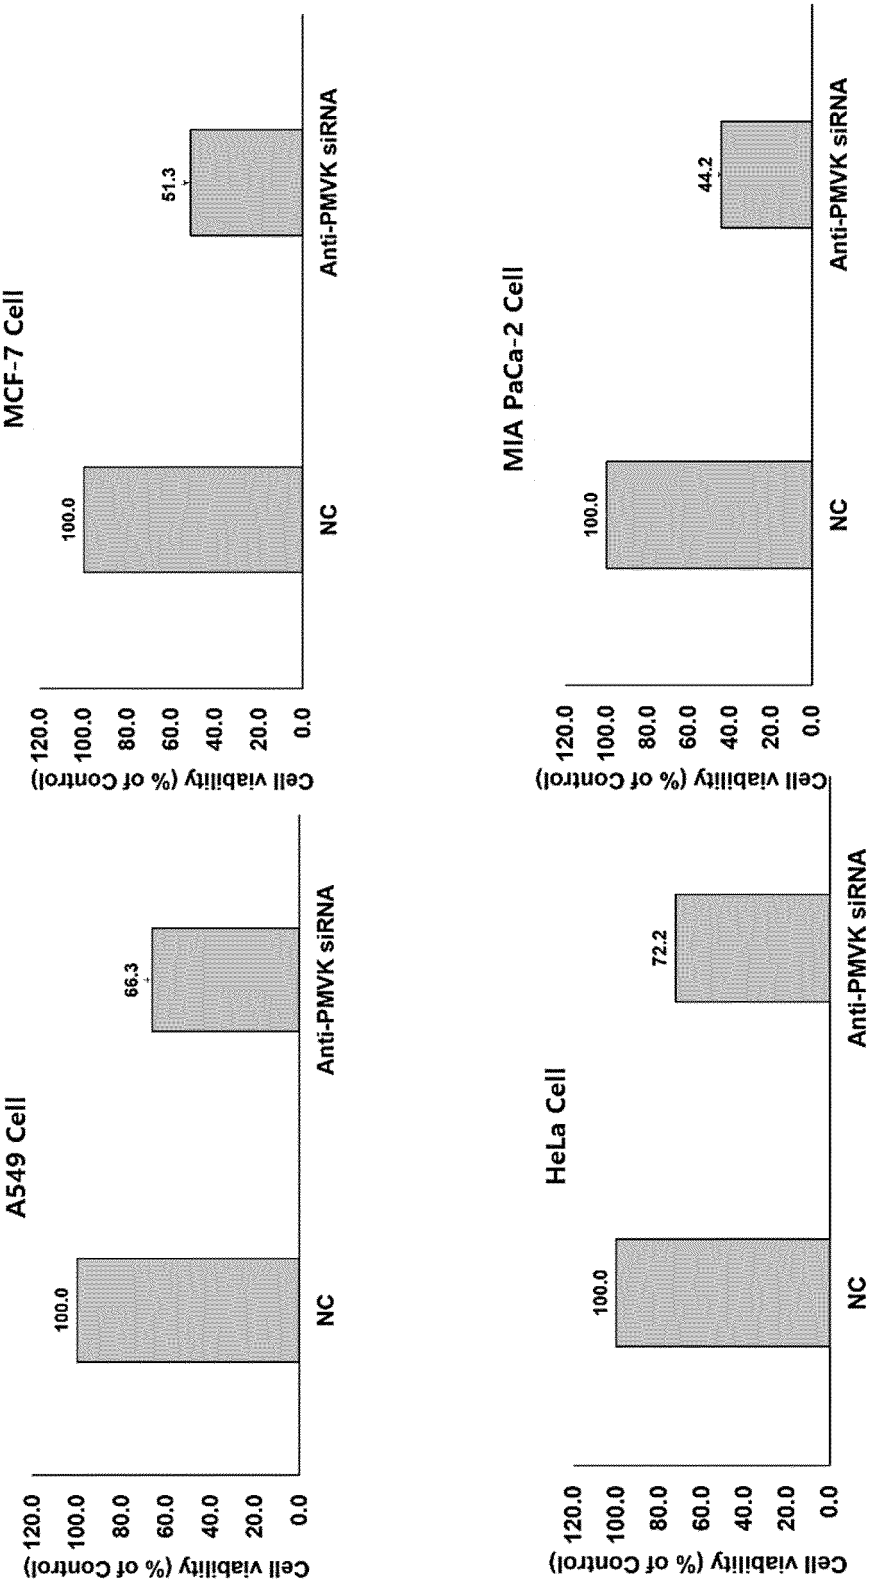 A549 Cell
Cell viability (% of Control)
120.0
100.0
80.0
60.0
40.0
20.0
0.0
100.0
66.3
NC
Anti-PMVK siRNA
MCF-7 Cell
Cell viability (% of Control)
120.0
100.0
80.0
60.0
40.0
20.0
0.0
100.0
51.3
NC
Anti-PMVK siRNA
HeLa Cell
Cell viability (% of Control)
120.0
100.0
80.0
60.0
40.0
20.0
0.0
100.0
72.2
NC
Anti-PMVK siRNA
MIA PaCa-2 Cell
Cell viability (% of Control)
120.0
100.0
80.0
60.0
40.0
20.0
0.0
100.0
44.2
NC
Anti-PMVK siRNA